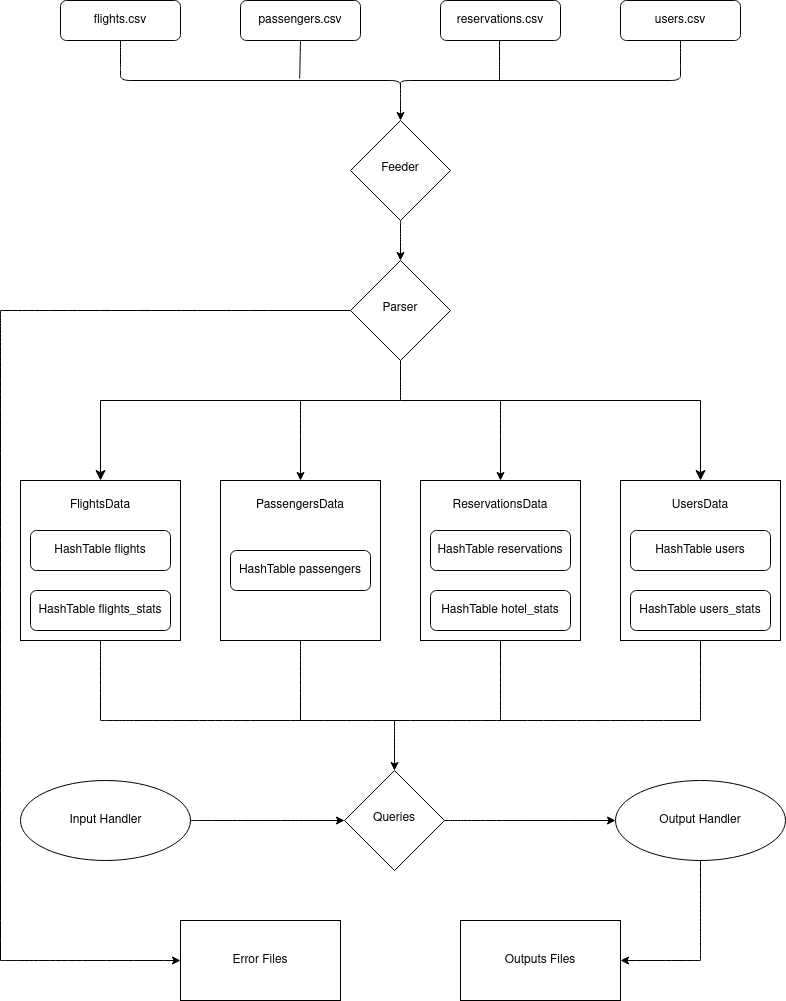 flights.csv
passengers.csv
reservations.csv
users.csv
Feeder
Parser
FlightsData
PassengersData
ReservationsData
UsersData
HashTable flights
HashTable passengers
HashTable reservations
HashTable users
HashTable flights_stats
HashTable hotel_stats
HashTable users_stats
Input Handler
Queries
Output Handler
Error Files
Outputs Files